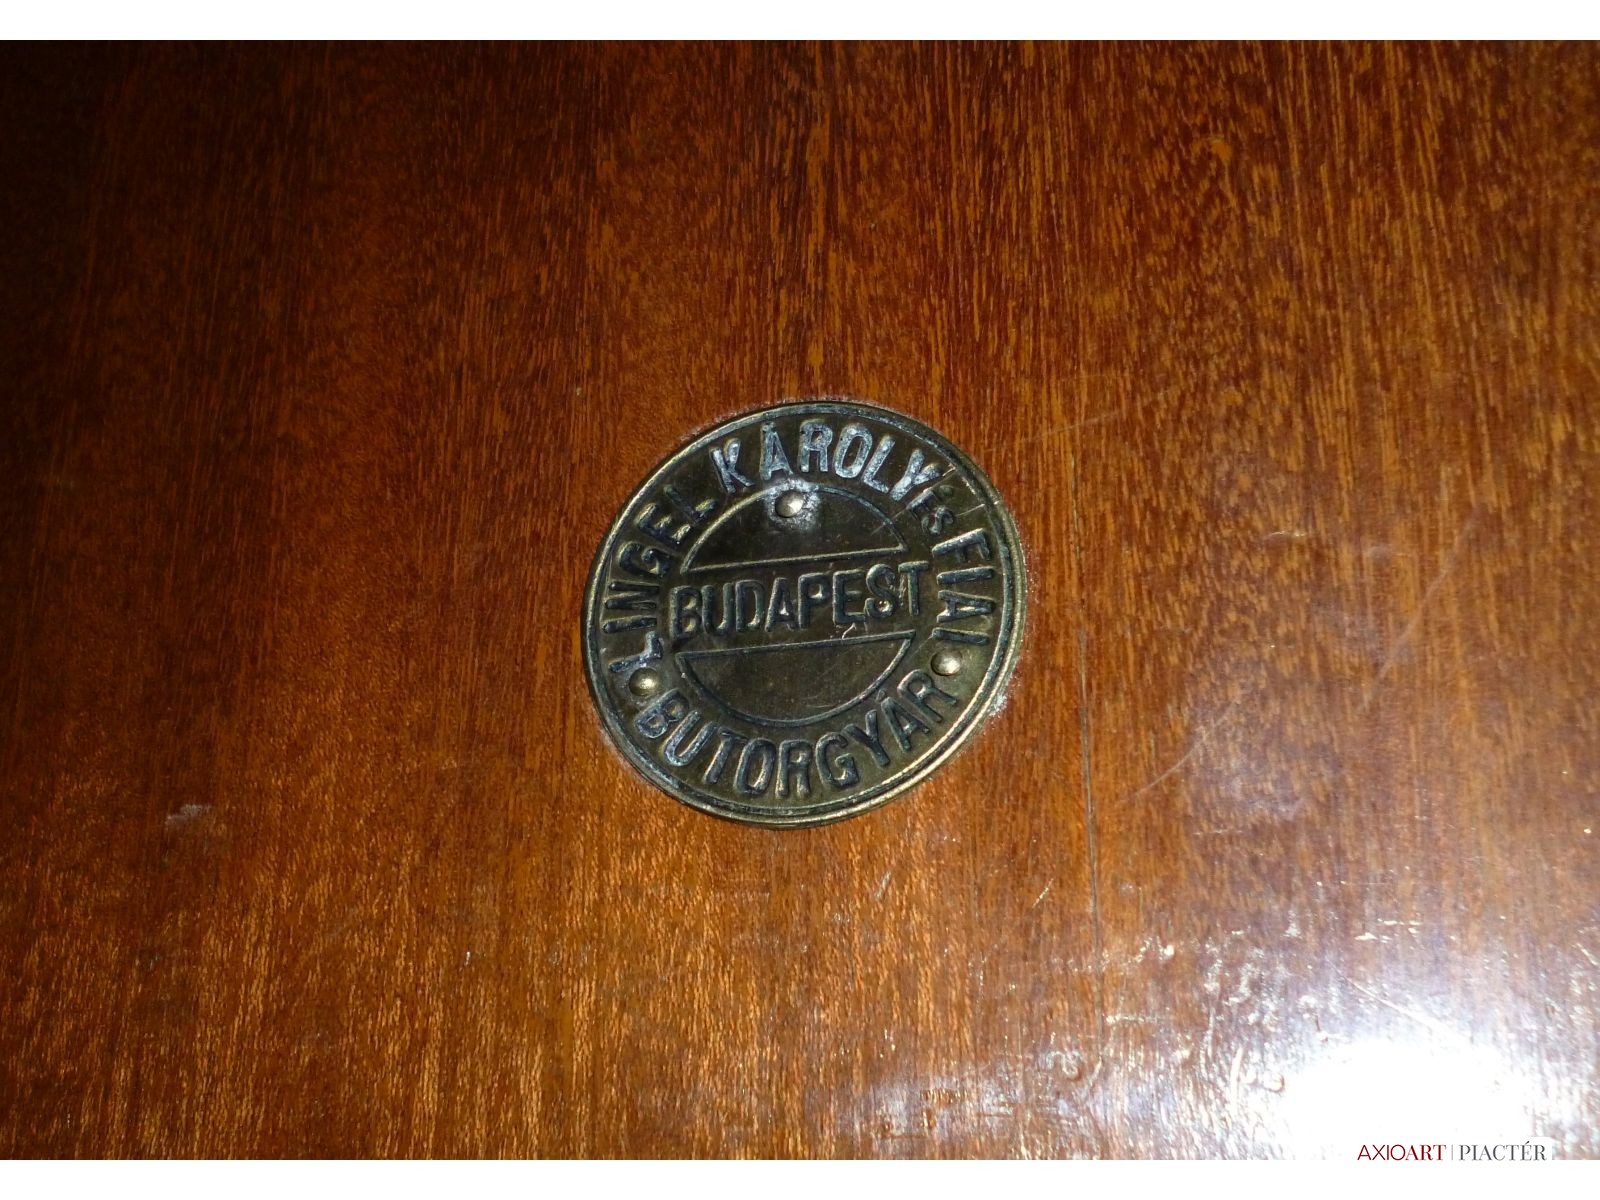 LINGEL KÁROLY ÉS FIAI
BUDAPEST
BUTORGYÁR
AXIOART | PIACTÉR